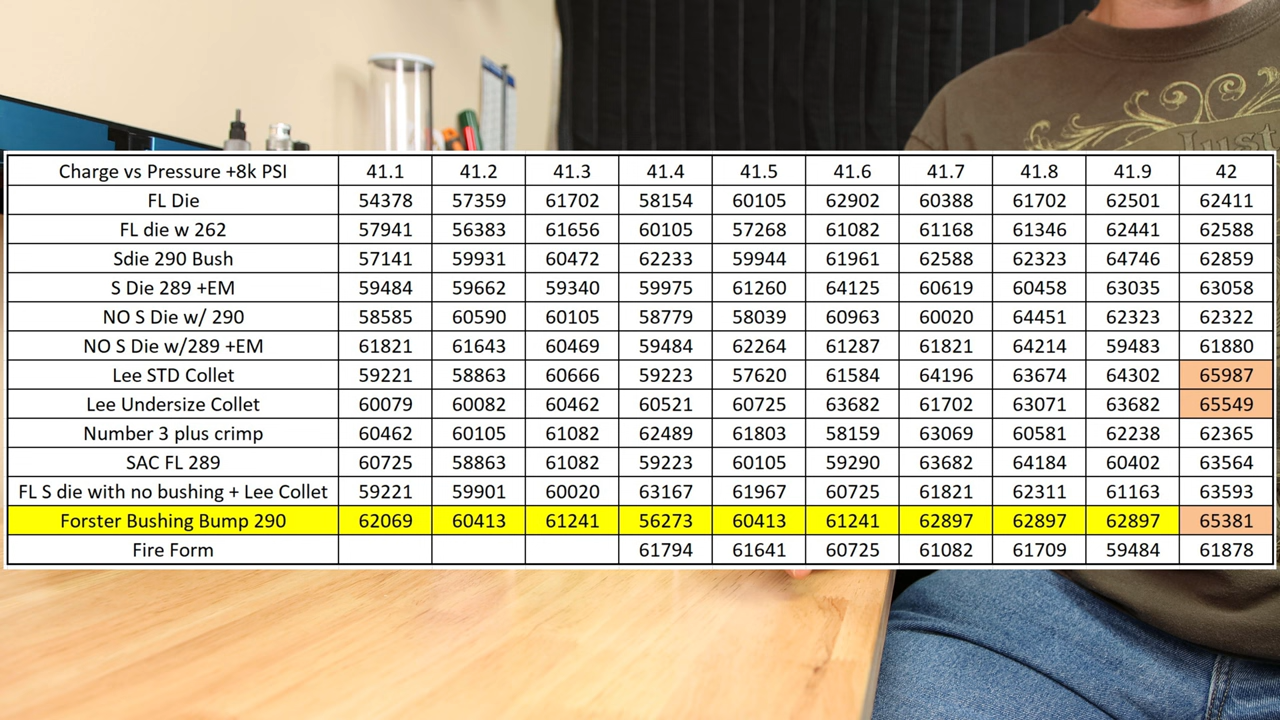 Just
Charge vs Pressure +8k PSI 41.1 41.2 41.3 41.4 41.5 41.6 41.7 41.8 41.9 42
FL Die 54378 57359 61702 58154 60105 62902 60388 61702 62501 62411
FL die w 262 57941 56383 61656 60105 57268 61082 61168 61346 62441 62588
Sdie 290 Bush 57141 59931 60472 62233 59944 61961 62588 62323 64746 62859
S Die 289 +EM 59484 59662 59340 59975 61260 64125 60619 60458 63035 63058
NO S Die w/ 290 58585 60590 60105 58779 58039 60963 60020 64451 62323 62322
NO S Die w/289 +EM 61821 61643 60469 59484 62264 61287 61821 64214 59483 61880
Lee STD Collet 59221 58863 60666 59223 57620 61584 64196 63674 64302 65987
Lee Undersize Collet 60079 60082 60462 60521 60725 63682 61702 63071 63682 65549
Number 3 plus crimp 60462 60105 61082 62489 61803 58159 63069 60581 62238 62365
SAC FL 289 60725 58863 61082 59223 60105 59290 63682 64184 60402 63564
FL S die with no bushing + Lee Collet 59221 59901 60020 63167 61967 60725 61821 62311 61163 63593
Forster Bushing Bump 290 62069 60413 61241 56273 60413 61241 62897 62897 62897 65381
Fire Form 61794 61641 60725 61082 61709 59484 61878